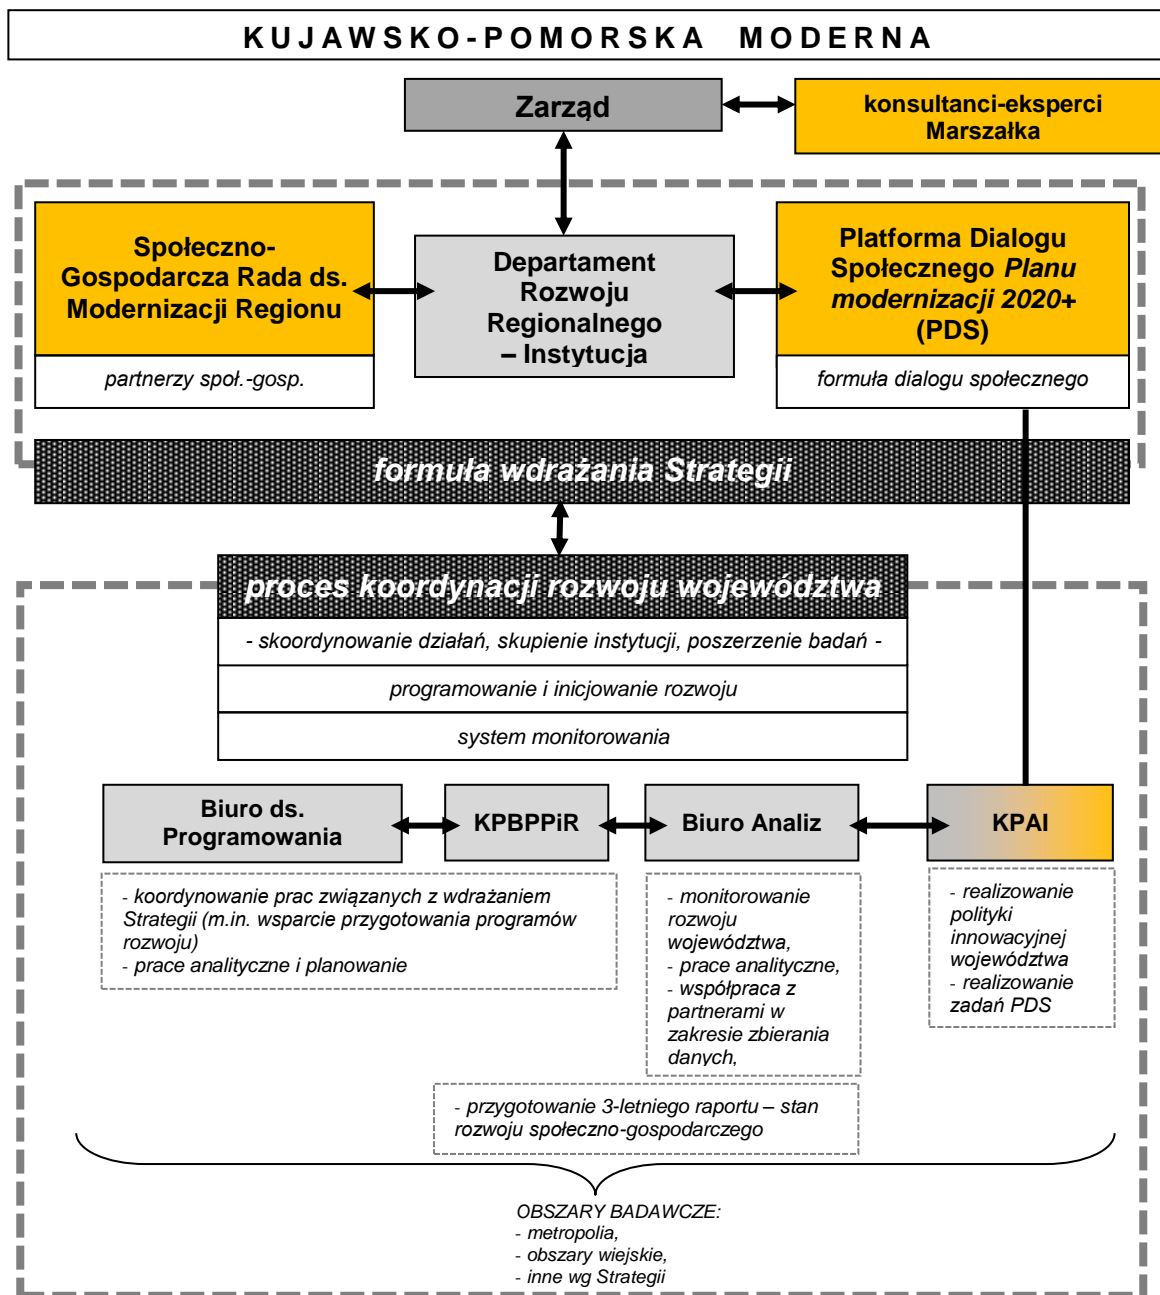 KUJAWSKO-POMORSKA MODERNA
Zarząd
konsultanci-eksperci
Marszałka
Społeczno-
Gospodarcza Rada ds.
Modernizacji Regionu
partnerzy społ.-gosp.
Departament
Rozwoju
Regionalnego
– Instytucja
Platforma Dialogu
Społecznego Planu
modernizacji 2020+
(PDS)
formuła dialogu społecznego
formuła wdrażania Strategii
proces koordynacji rozwoju województwa
- skoordynowanie działań, skupienie instytucji, poszerzenie badań -
programowanie i inicjowanie rozwoju
system monitorowania
Biuro ds.
Programowania
KPBPPiR
Biuro Analiz
KPAI
- koordynowanie prac związanych z wdrażaniem
Strategii (m.in. wsparcie przygotowania programów
rozwoju)
- prace analityczne i planowanie
- monitorowanie
rozwoju
województwa,
- prace analityczne,
- współpraca z
partnerami w
zakresie zbierania
danych,
- realizowanie
polityki
innowacyjnej
województwa
- realizowanie
zadań PDS
- przygotowanie 3-letniego raportu – stan
rozwoju społeczno-gospodarczego
OBSZARY BADAWCZE:
- metropolia,
- obszary wiejskie,
- inne wg Strategii